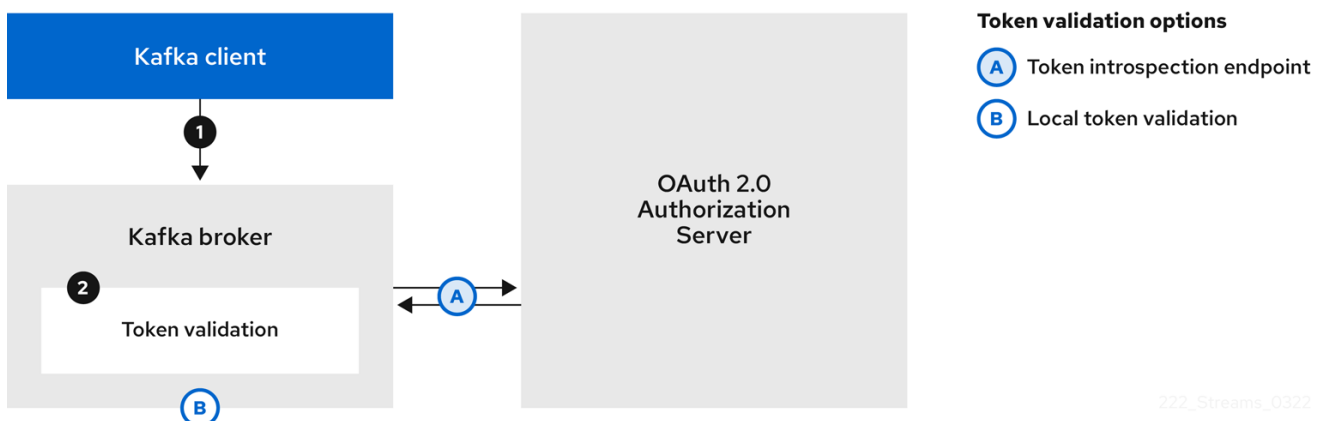 Kafka client
1
Kafka broker
2
Token validation
B
A
OAuth 2.0
Authorization
Server
Token validation options
A Token introspection endpoint
B Local token validation
222_Streams_0322